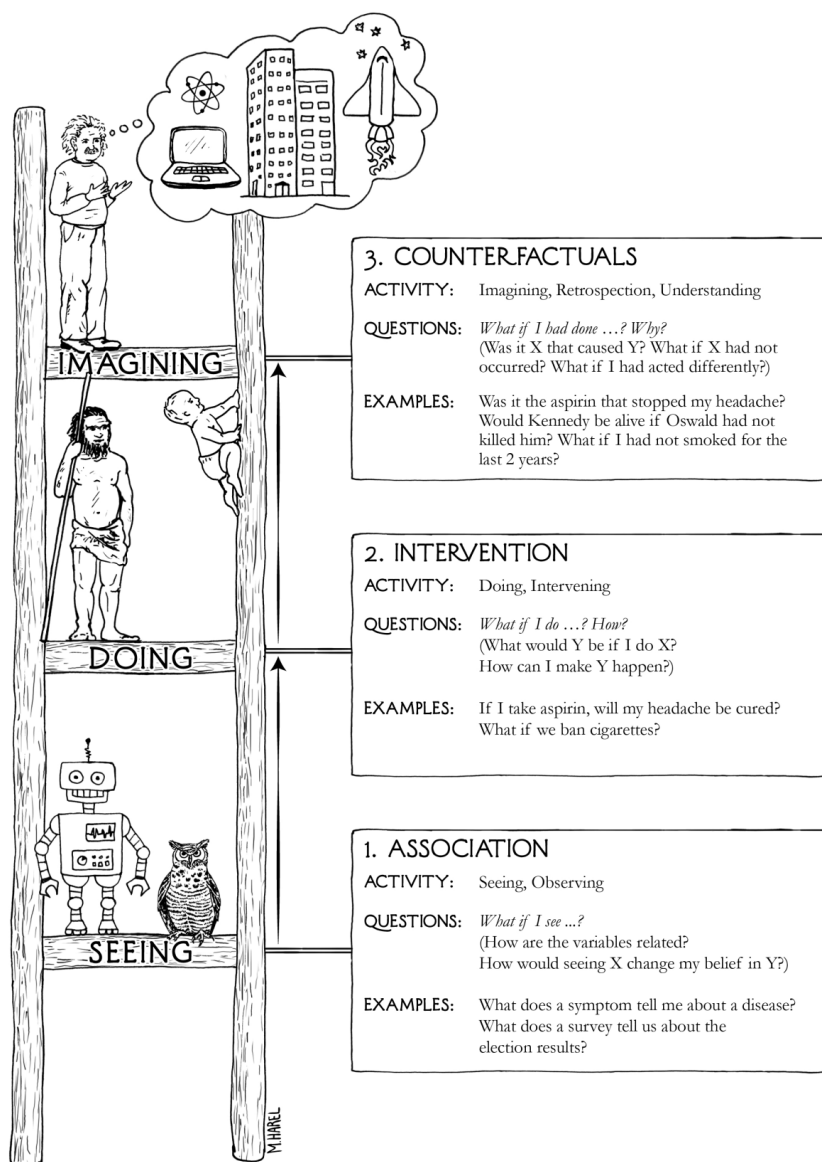 3. COUNTERFACTUALS
ACTIVITY: Imagining, Retrospection, Understanding
QUESTIONS: What if I had done …? Why?
(Was it X that caused Y? What if X had not
occurred? What if I had acted differently?)
EXAMPLES: Was it the aspirin that stopped my headache?
Would Kennedy be alive if Oswald had not
killed him? What if I had not smoked for the
last 2 years?
IMAGINING
2. INTERVENTION
ACTIVITY: Doing, Intervening
QUESTIONS: What if I do …? How?
(What would Y be if I do X?
How can I make Y happen?)
EXAMPLES: If I take aspirin, will my headache be cured?
What if we ban cigarettes?
DOING
1. ASSOCIATION
ACTIVITY: Seeing, Observing
QUESTIONS: What if I see ...?
(How are the variables related?
How would seeing X change my belief in Y?)
EXAMPLES: What does a symptom tell me about a disease?
What does a survey tell us about the
election results?
SEEING
M.HAREL